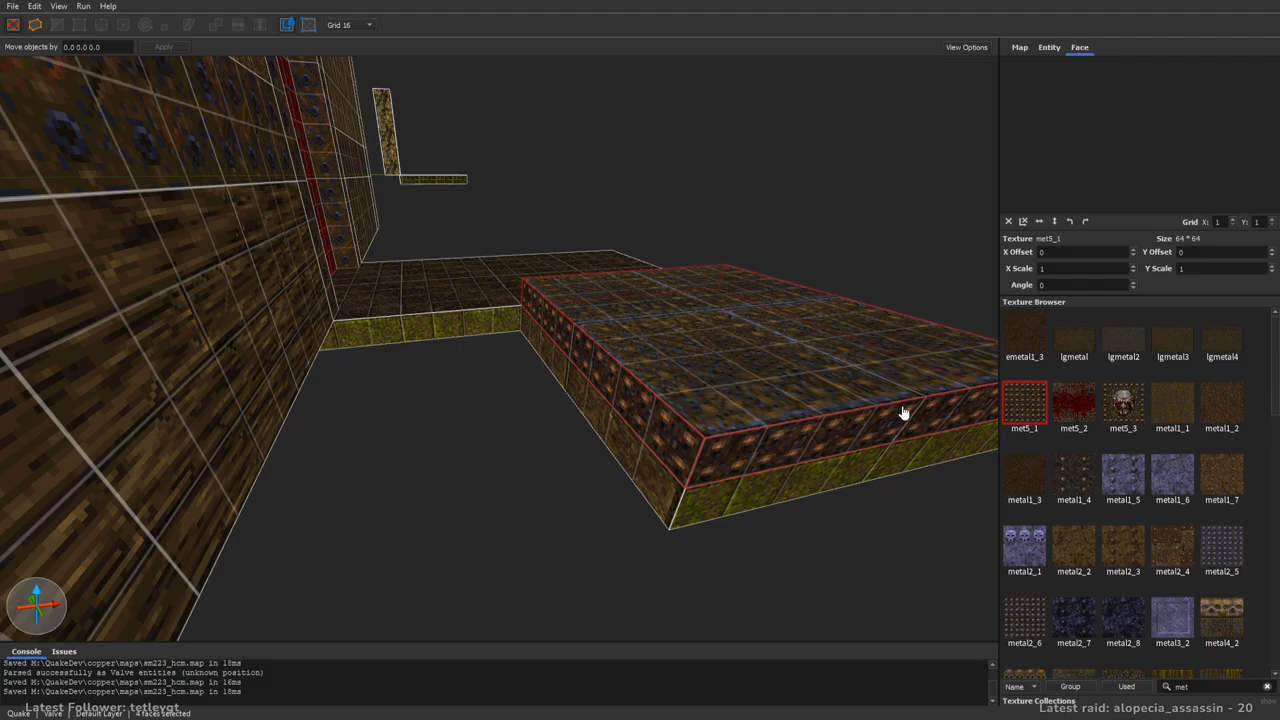 File Edit View Run Help
Grid 16
Move objects by 0.0 0.0 0.0 Apply View Options
Map Entity Face
Grid X: 1 Y: 1
Texture met5_1 Size 64 * 64
X Offset 0 Y Offset 0
X Scale 1 Y Scale 1
Angle 0
Texture Browser
emetal1_3 lgmetal lgmetal2 lgmetal3 lgmetal4
met5_1 met5_2 met5_3 metal1_1 metal1_2
metal1_3 metal1_4 metal1_5 metal1_6 metal1_7
metal2_1 metal2_2 metal2_3 metal2_4 metal2_5
metal2_6 metal2_7 metal2_8 metal3_2 metal4_2
Console Issues
Saved M:\QuakeDev\copper\maps\sm223_hcm.map in 18ms
Parsed successfully as Valve entities (unknown position)
Saved M:\QuakeDev\copper\maps\sm223_hcm.map in 16ms
Saved M:\QuakeDev\copper\maps\sm223_hcm.map in 18ms
Name Group Used met
Texture Collections
Latest Follower: tetleygt
Latest raid: alopecia_assassin - 20
Quake Valve Default Layer 4 faces selected